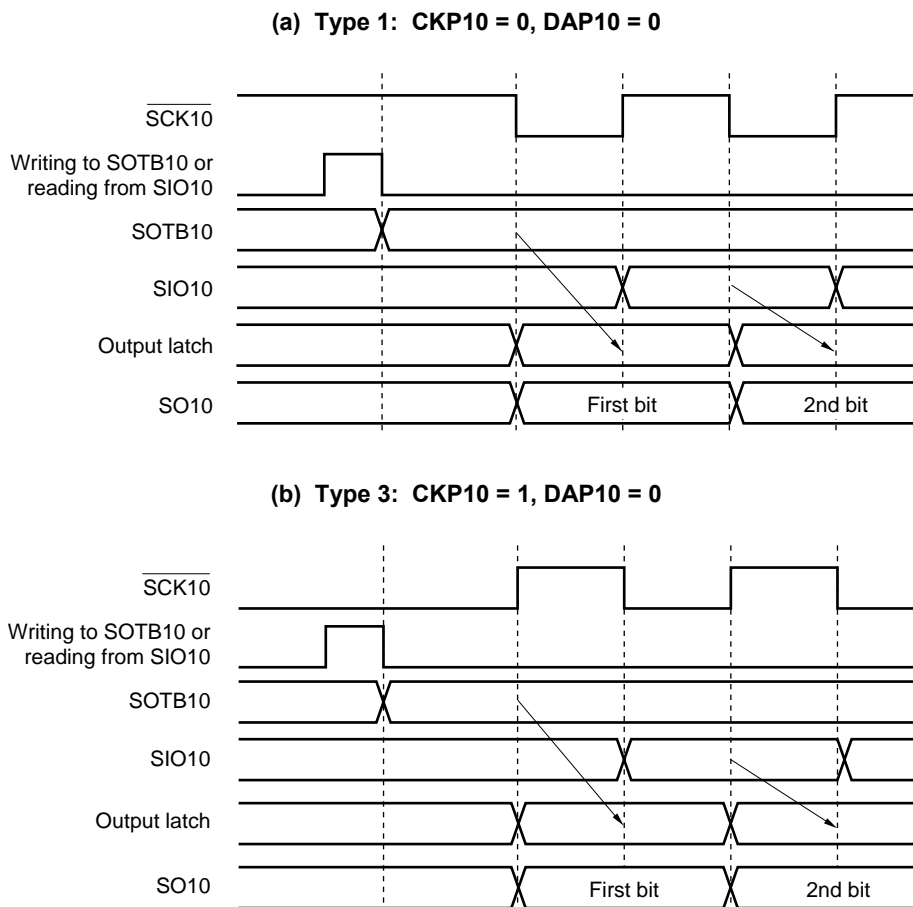 (a) Type 1: CKP10 = 0, DAP10 = 0
SCK10
Writing to SOTB10 or
reading from SIO10
SOTB10
SIO10
Output latch
SO10
First bit
2nd bit
(b) Type 3: CKP10 = 1, DAP10 = 0
SCK10
Writing to SOTB10 or
reading from SIO10
SOTB10
SIO10
Output latch
SO10
First bit
2nd bit